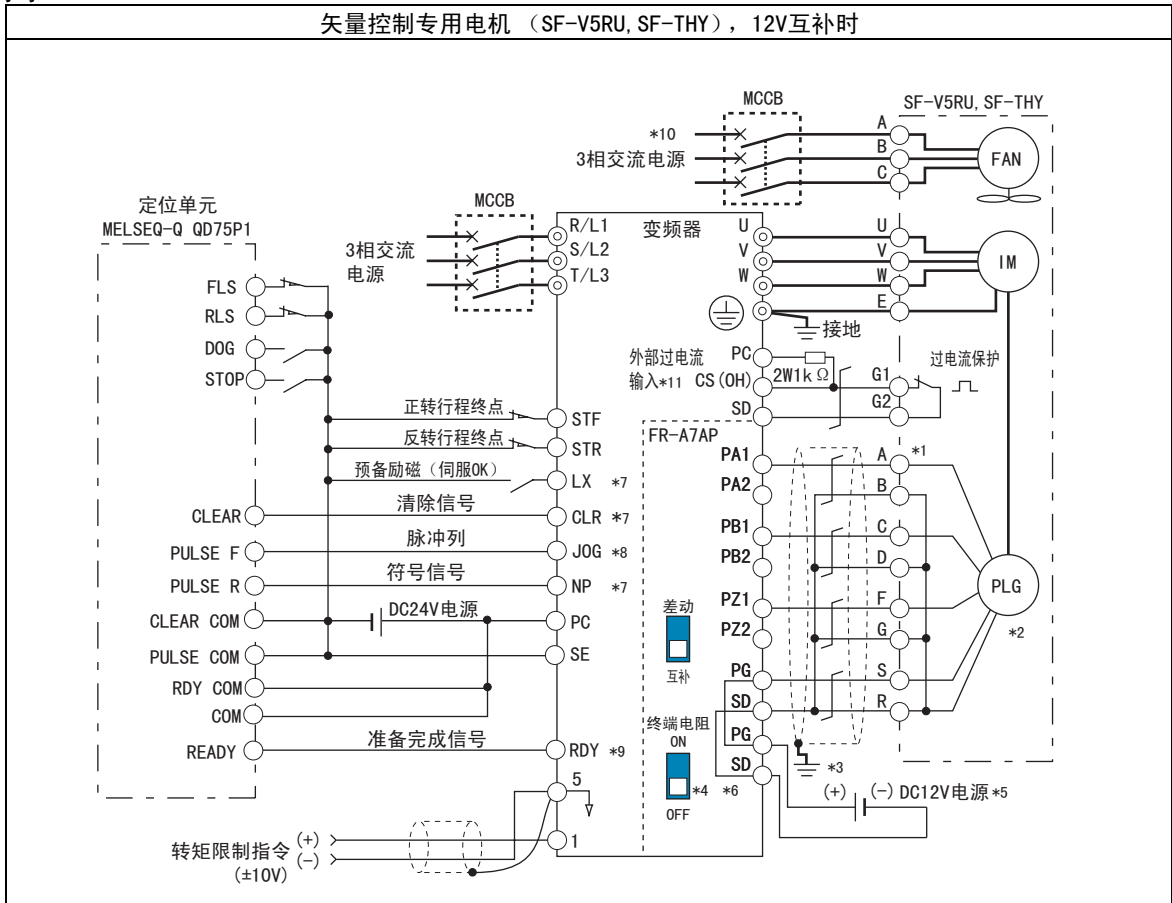 矢量控制专用电机 （SF-V5RU,SF-THY），12V互补时
MCCB
SF-V5RU,SF-THY
*10
3相交流电源
A
B
C
FAN
定位单元
MELSEQ-Q QD75P1
MCCB
3相交流
电源
R/L1
S/L2
T/L3
变频器
U
V
W
U
V
W
E
IM
接地
FLS
RLS
DOG
STOP
外部过电流
输入*11
PC
CS(OH)
SD
2W1kΩ
G1
G2
过电流保护
正转行程终点
STF
反转行程终点
STR
预备励磁（伺服OK）
LX *7
CLEAR
清除信号
CLR *7
PULSE F
脉冲列
JOG *8
PULSE R
符号信号
NP *7
CLEAR COM
DC24V电源
PC
PULSE COM
SE
RDY COM
COM
READY
准备完成信号
RDY *9
5
1
转矩限制指令
(+)
(-)
(±10V)
FR-A7AP
PA1
PA2
PB1
PB2
PZ1
PZ2
PG
SD
PG
SD
差动
互补
终端电阻
ON
OFF
*4
*6
A
*1
B
C
D
F
G
S
R
PLG
*2
*3
(+)
(-)
DC12V电源*5